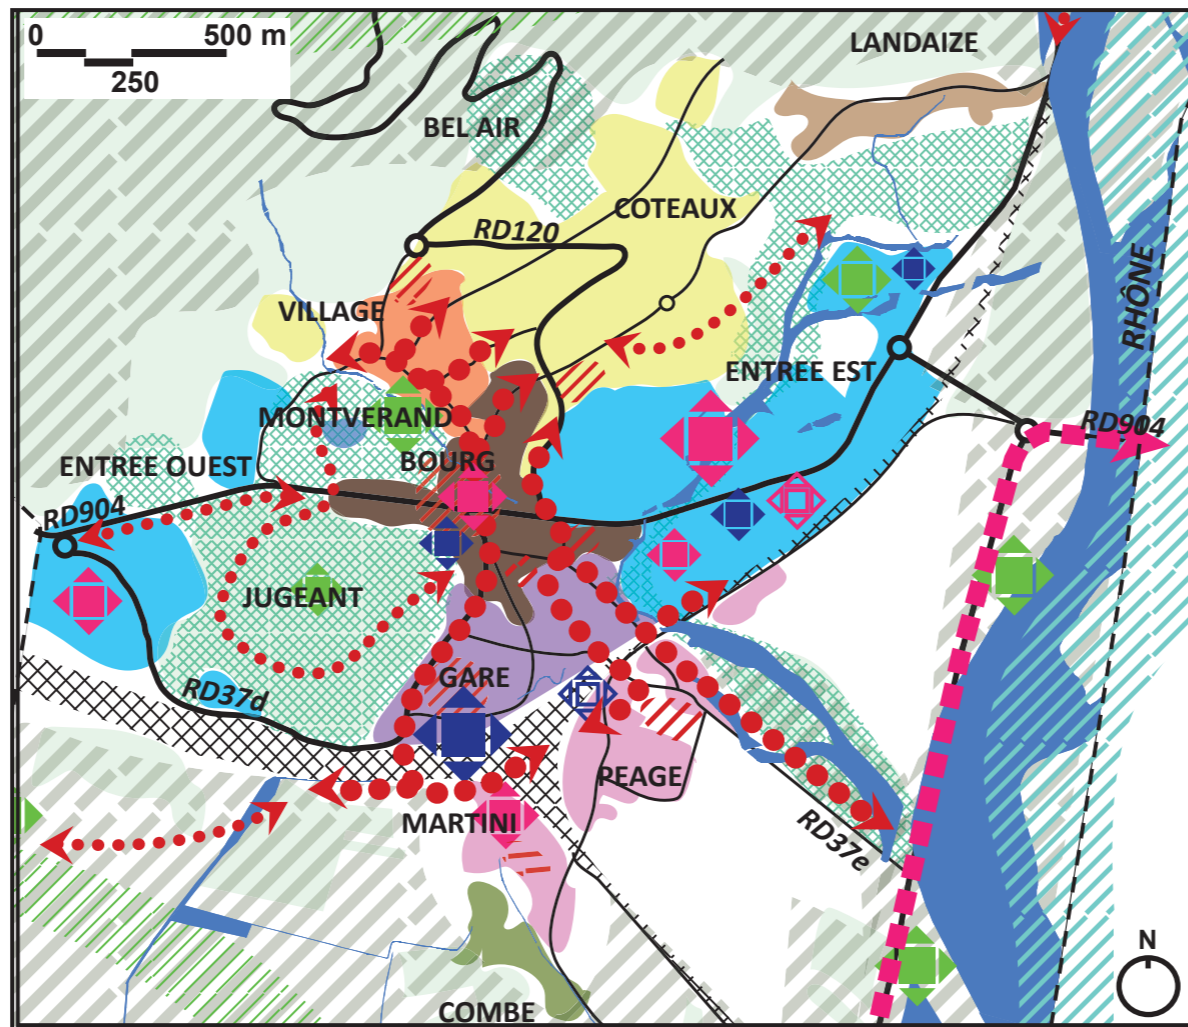 0 500 m
250
LANDAIZE
BEL AIR
COTEAUX
RD120
RHÔNE
VILLAGE
ENTREE EST
MONTVERAND
RD904
BOURG
ENTREE OUEST
RD904
JUGEANT
GARE
RD37d
PEAGE
MARTINI
RD37e
N
COMBE